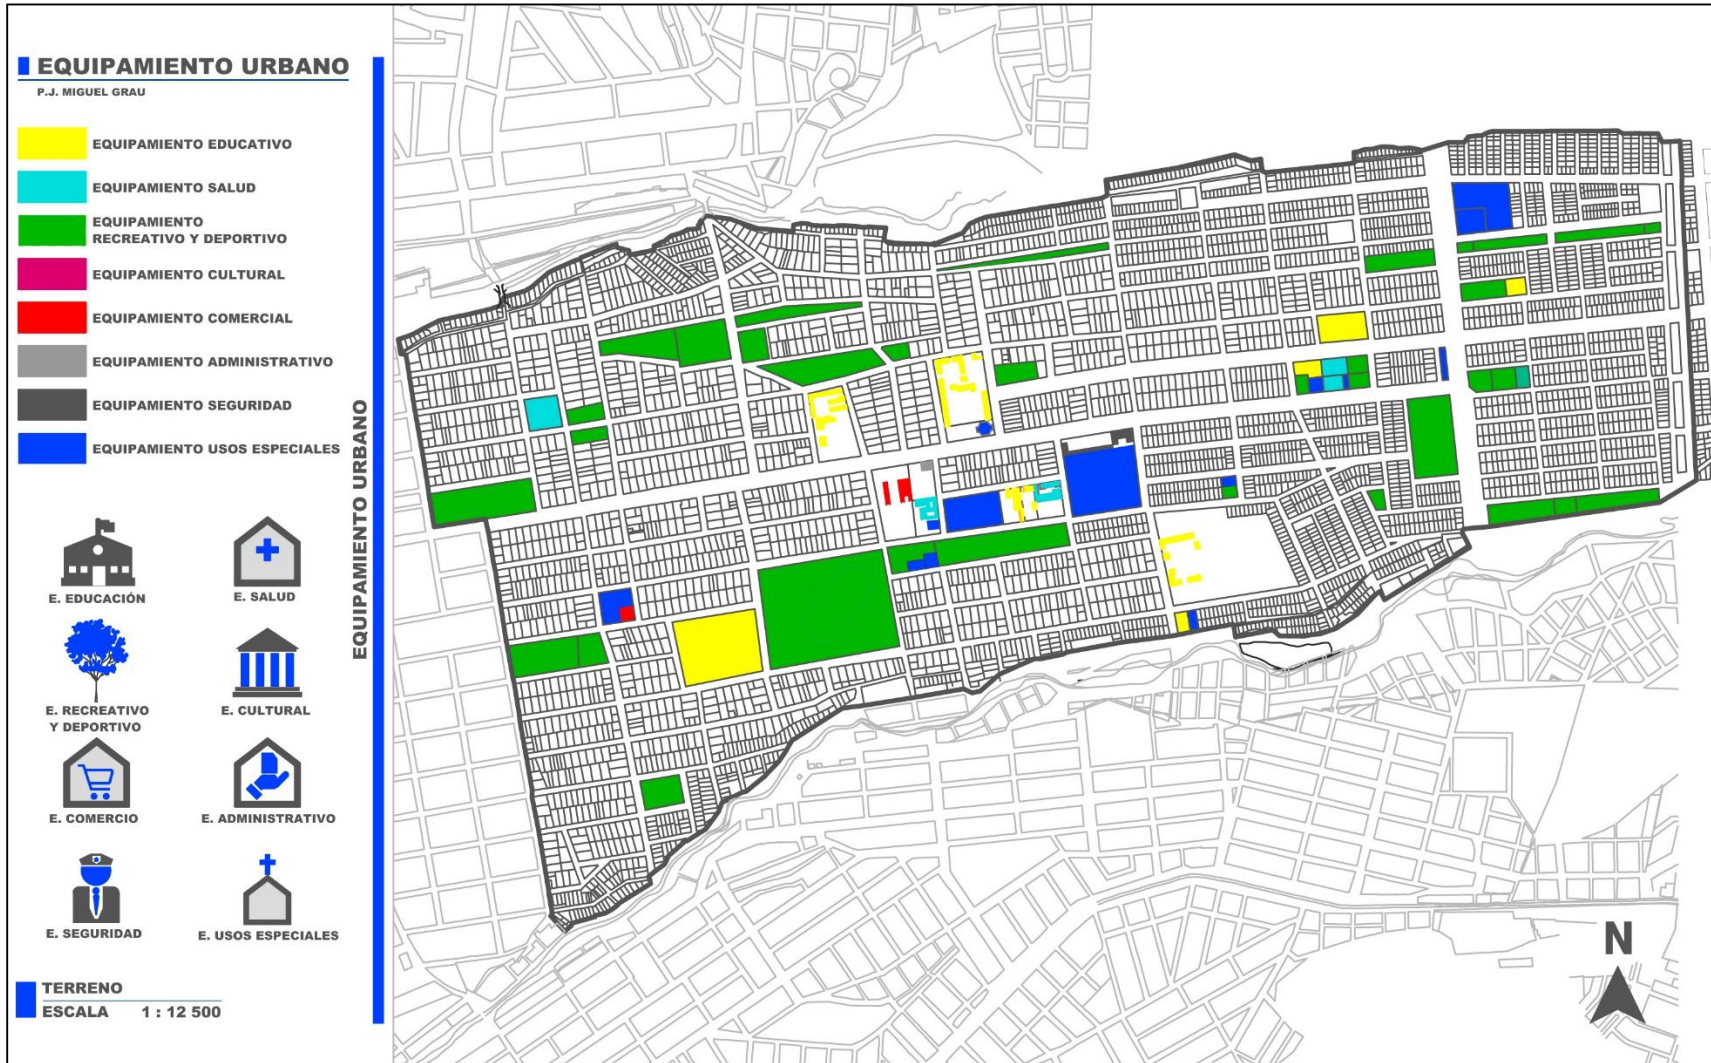 EQUIPAMIENTO URBANO
P.J. MIGUEL GRAU
EQUIPAMIENTO EDUCATIVO
EQUIPAMIENTO SALUD
EQUIPAMIENTO
RECREATIVO Y DEPORTIVO
EQUIPAMIENTO CULTURAL
EQUIPAMIENTO COMERCIAL
EQUIPAMIENTO ADMINISTRATIVO
EQUIPAMIENTO SEGURIDAD
EQUIPAMIENTO USOS ESPECIALES
EQUIPAMIENTO URBANO
E. EDUCACIÓN
E. SALUD
E. RECREATIVO
Y DEPORTIVO
E. CULTURAL
E. COMERCIO
E. ADMINISTRATIVO
E. SEGURIDAD
E. USOS ESPECIALES
TERRENO
ESCALA 1 : 12 500
N